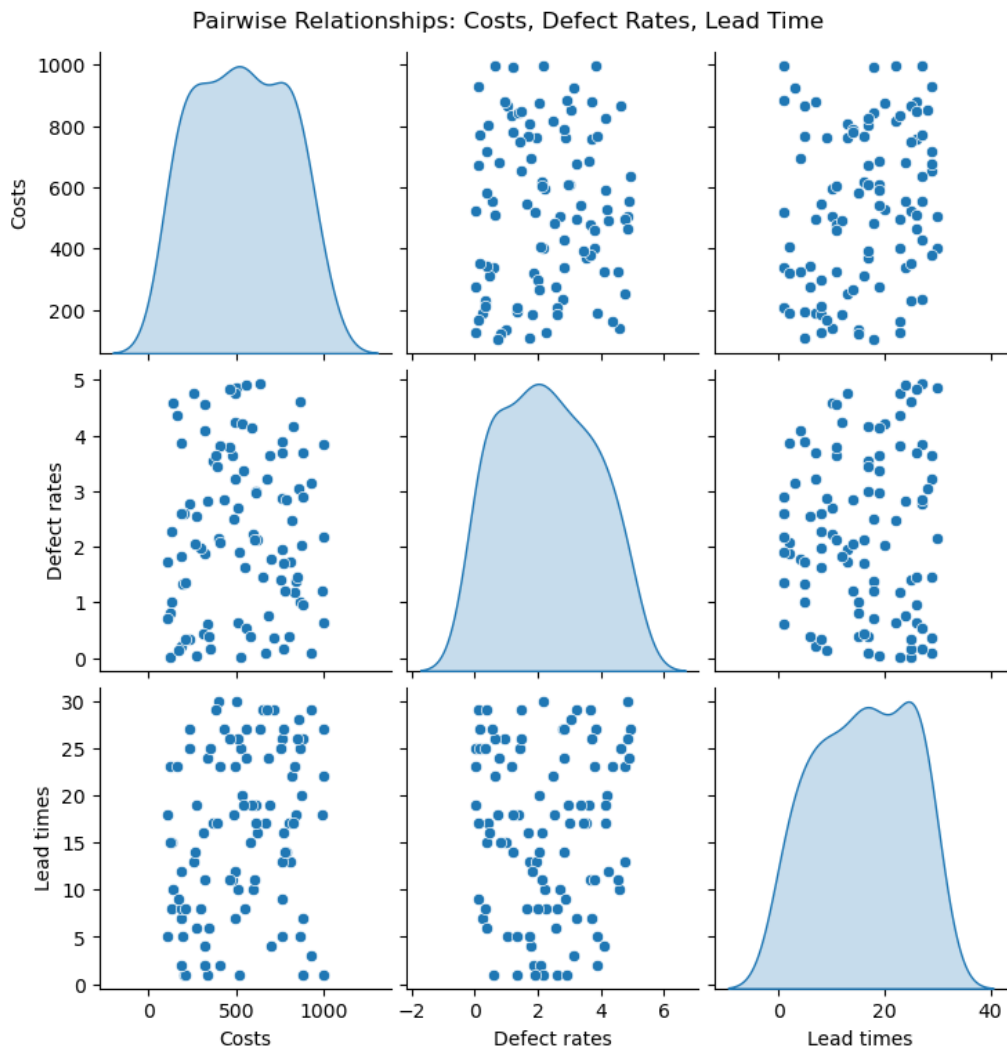 Pairwise Relationships: Costs, Defect Rates, Lead Time
1000
800
600
400
200
Costs
5
4
3
2
1
0
Defect rates
30
25
20
15
10
5
0
Lead times
0 500 1000
−2 0 2 4 6
0 20 40
Costs
Defect rates
Lead times